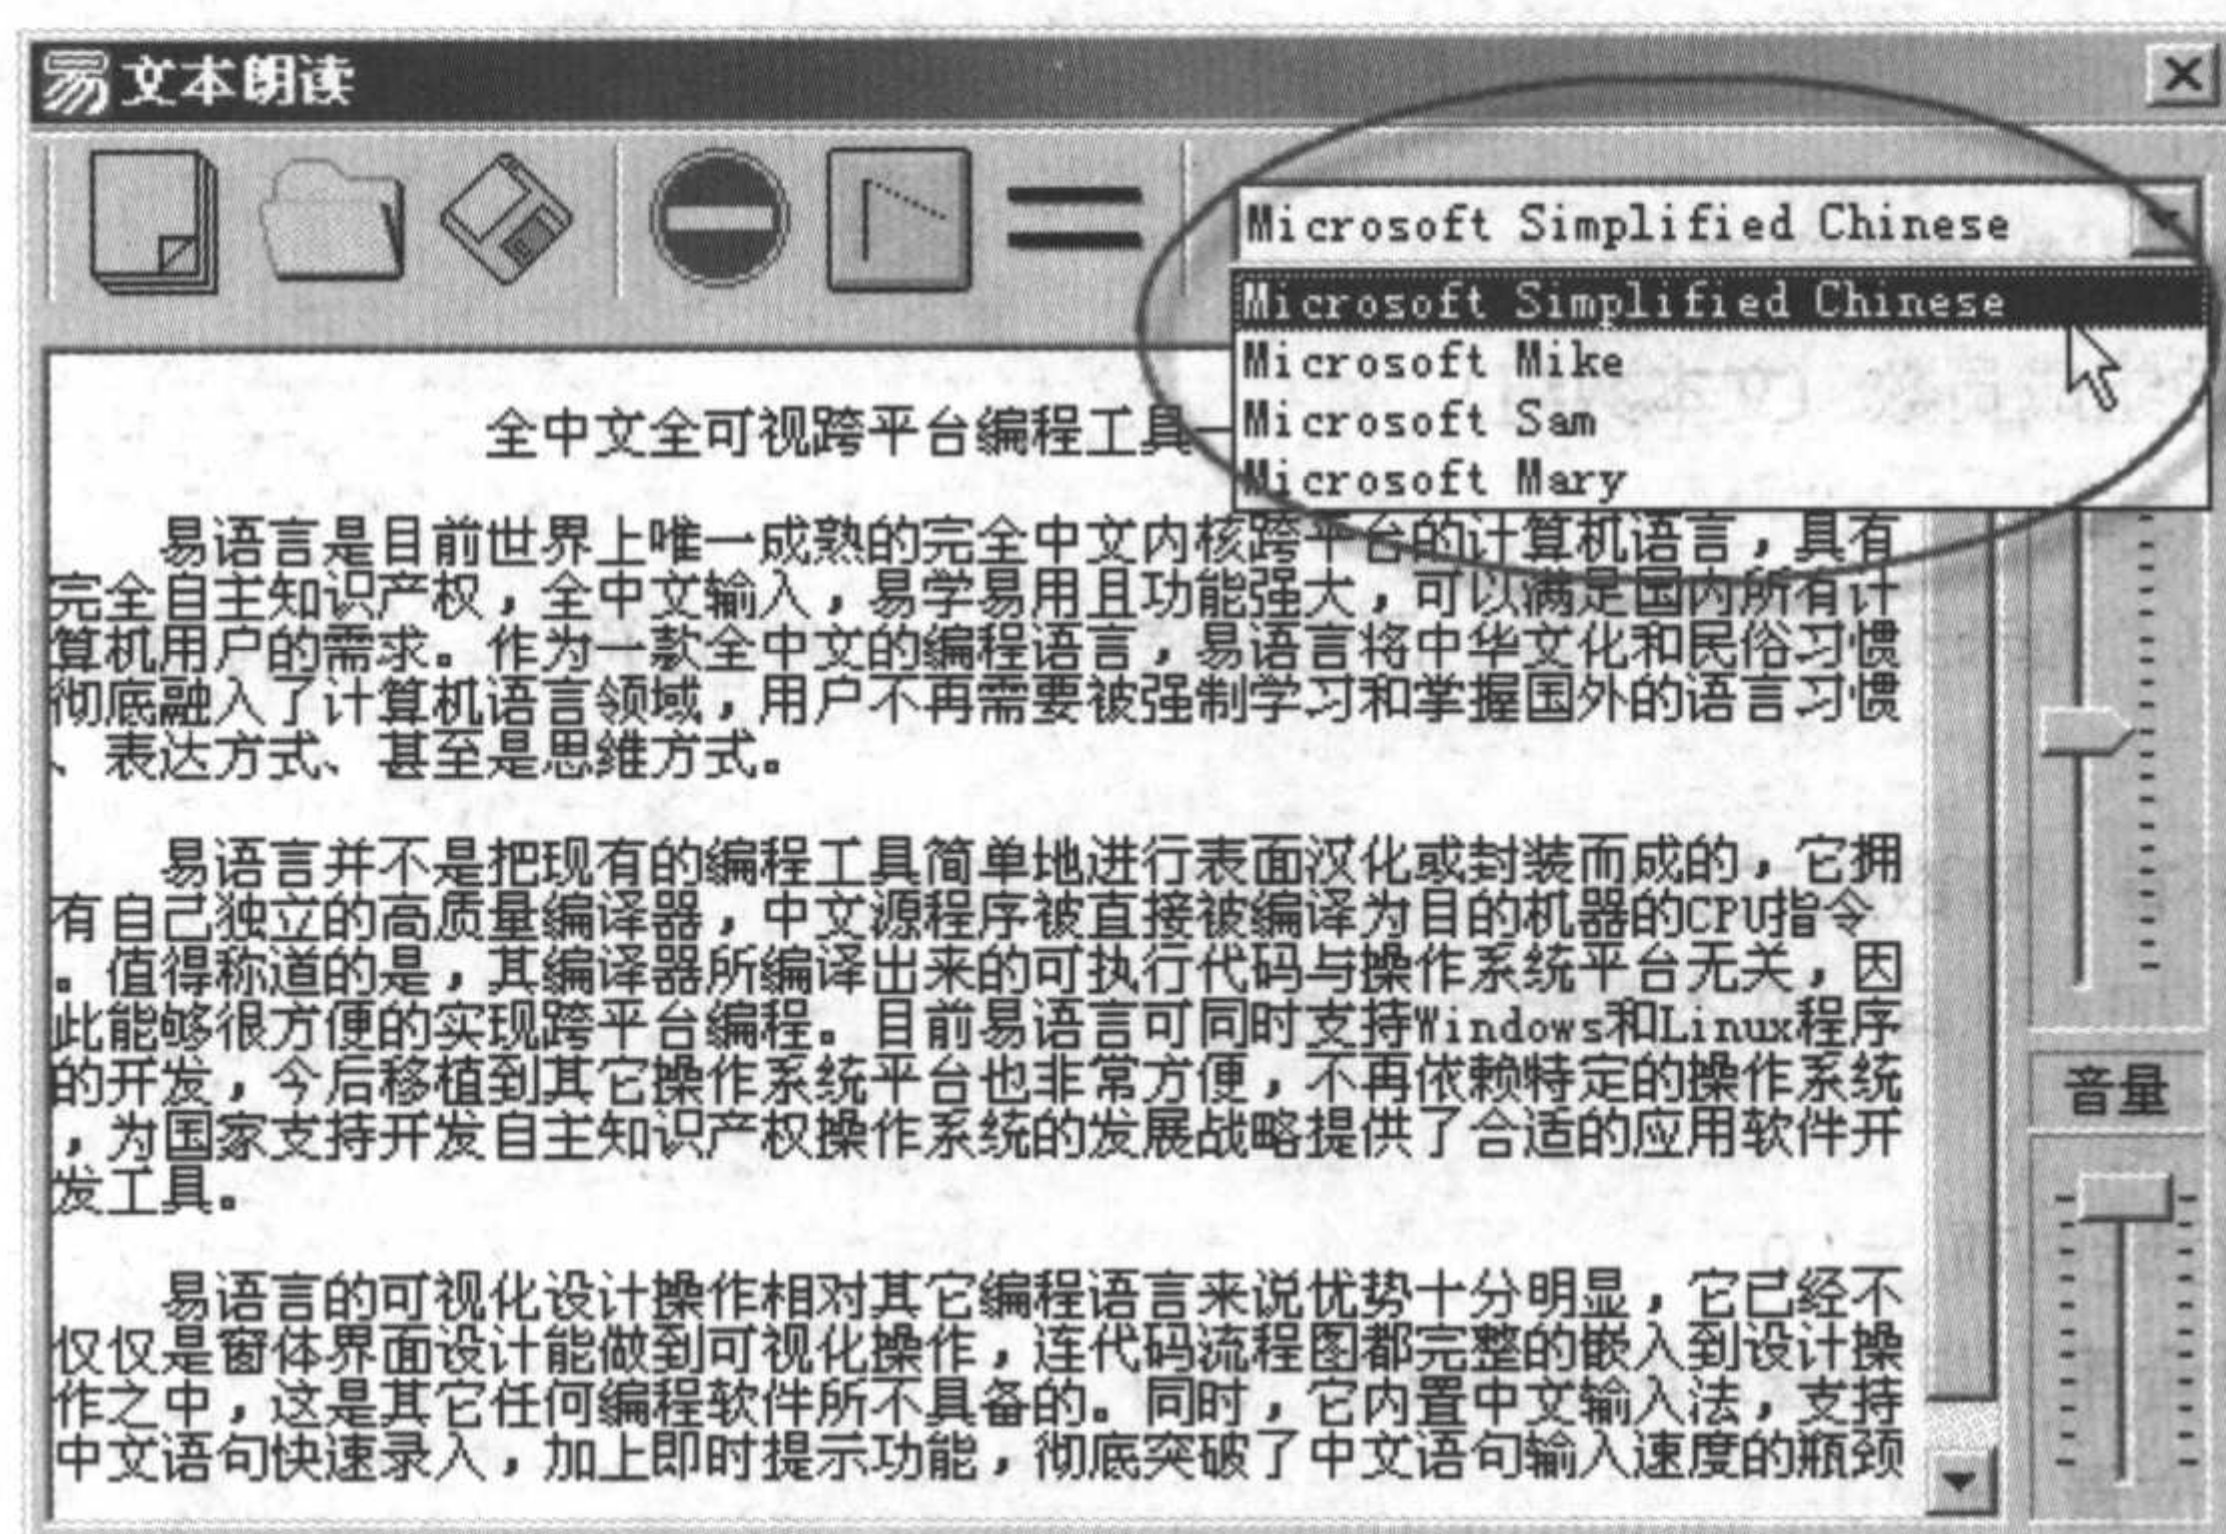 易 文本朗读
Microsoft Simplified Chinese
Microsoft Simplified Chinese
Microsoft Mike
Microsoft Sam
Microsoft Mary
全中文全可视跨平台编程工具—
易语言是目前世界上唯一成熟的完全中文内核跨平台的计算机语言，具有
完全自主知识产权，全中文输入，易学易用且功能强大，可以满足国内所有计
算机用户的需求。作为一款全中文的编程语言，易语言将中华文化和民俗习惯
彻底融入了计算机语言领域，用户不再需要被强制学习和掌握国外的语言习惯
、表达方式、甚至是思维方式。
易语言并不是把现有的编程工具简单地进行表面汉化或封装而成的，它拥
有自己独立的高质量编译器，中文源程序被直接被编译为目的机器的CPU指令
。值得称道的是，其编译器所编译出来的可执行代码与操作系统平台无关，因
此能够很方便的实现跨平台编程。目前易语言可同时支持Windows和Linux程序
的开发，今后移植到其它操作系统平台也非常方便，不再依赖特定的操作系统
，为国家支持开发自主知识产权操作系统的发展战略提供了合适的应用软件开
发工具。
易语言的可视化设计操作相对其它编程语言来说优势十分明显，它已经不
仅仅是窗体界面设计能做到可视化操作，连代码流程图都完整的嵌入到设计操
作之中，这是其它任何编程软件所不具备的。同时，它内置中文输入法，支持
中文语句快速录入，加上即时提示功能，彻底突破了中文语句输入速度的瓶颈
音量